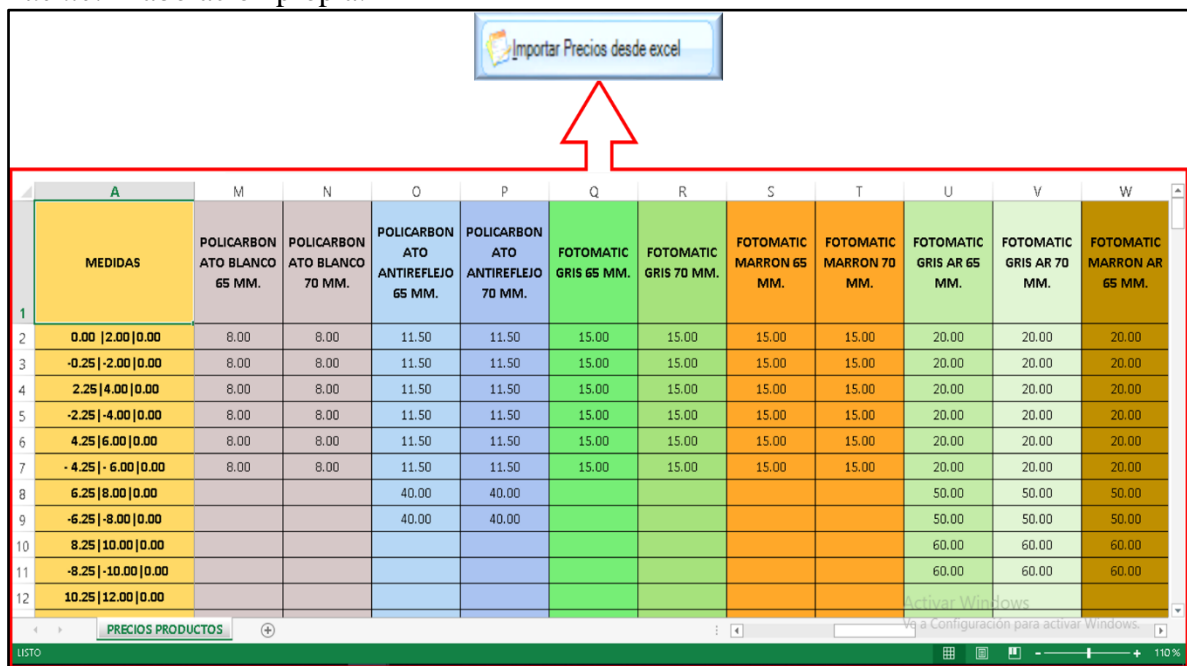 Importar Precios desde excel
A M N O P Q R S T U V W
1 MEDIDAS POLICARBON ATO BLANCO 65 MM. POLICARBON ATO BLANCO 70 MM. POLICARBON ATO ANTIREFLEJO 65 MM. POLICARBON ATO ANTIREFLEJO 70 MM. FOTOMATIC GRIS 65 MM. FOTOMATIC GRIS 70 MM. FOTOMATIC MARRON 65 MM. FOTOMATIC MARRON 70 MM. FOTOMATIC GRIS AR 65 MM. FOTOMATIC GRIS AR 70 MM. FOTOMATIC MARRON AR 65 MM.
2 0.00 |2.00|0.00 8.00 8.00 11.50 11.50 15.00 15.00 15.00 15.00 20.00 20.00 20.00
3 -0.25|-2.00|0.00 8.00 8.00 11.50 11.50 15.00 15.00 15.00 15.00 20.00 20.00 20.00
4 2.25|4.00|0.00 8.00 8.00 11.50 11.50 15.00 15.00 15.00 15.00 20.00 20.00 20.00
5 -2.25|-4.00|0.00 8.00 8.00 11.50 11.50 15.00 15.00 15.00 15.00 20.00 20.00 20.00
6 4.25|6.00|0.00 8.00 8.00 11.50 11.50 15.00 15.00 15.00 15.00 20.00 20.00 20.00
7 - 4.25|- 6.00|0.00 8.00 8.00 11.50 11.50 15.00 15.00 15.00 15.00 20.00 20.00 20.00
8 6.25|8.00|0.00 40.00 40.00 50.00 50.00 50.00
9 -6.25|-8.00|0.00 40.00 40.00 50.00 50.00 50.00
10 8.25|10.00|0.00 60.00 60.00 60.00
11 -8.25|-10.00|0.00 60.00 60.00 60.00
12 10.25|12.00|0.00
Activar Windows
Ve a Configuración para activar Windows.
PRECIOS PRODUCTOS
LISTO 110%